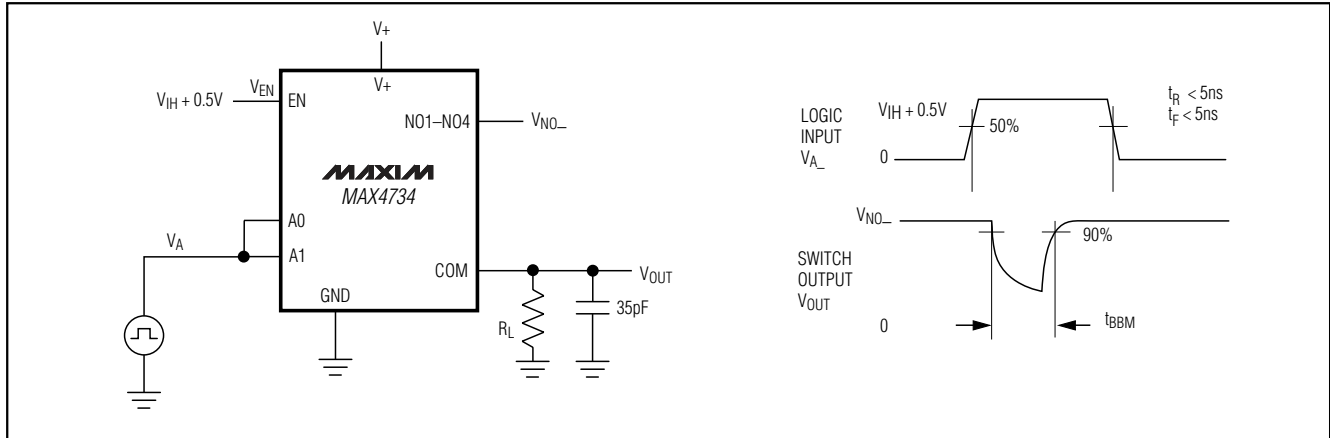 V+
V+
VIH + 0.5V
VEN
EN
NO1–NO4
VNO_
MAXIM
MAX4734
A0
VA
A1
COM
VOUT
GND
RL
35pF
LOGIC
INPUT
VA_
VIH + 0.5V
50%
tR < 5ns
tF < 5ns
0
VNO_
90%
SWITCH
OUTPUT
VOUT
0
tBBM